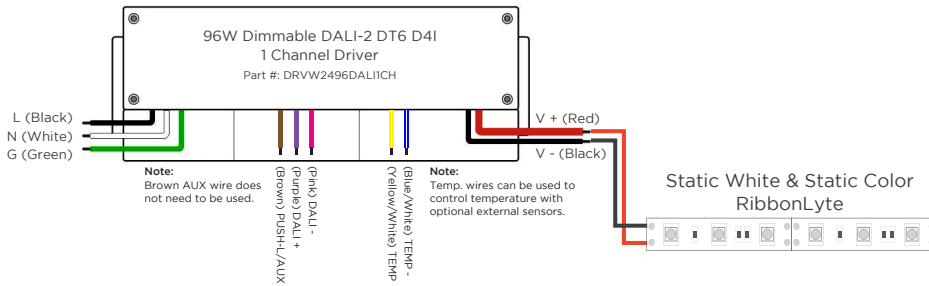 96W Dimmable DALI-2 DT6 D4I
1 Channel Driver
Part #: DRVW2496DALI1CH
L (Black)
N (White)
G (Green)
V + (Red)
V - (Black)
Note:
Brown AUX wire does
not need to be used.
(Brown) PUSH-L/AUX
(Purple) DALI +
(Pink) DALI -
(Yellow/White) TEMP
(Blue/White) TEMP -
Note:
Temp. wires can be used to
control temperature with
optional external sensors.
Static White & Static Color
RibbonLyte